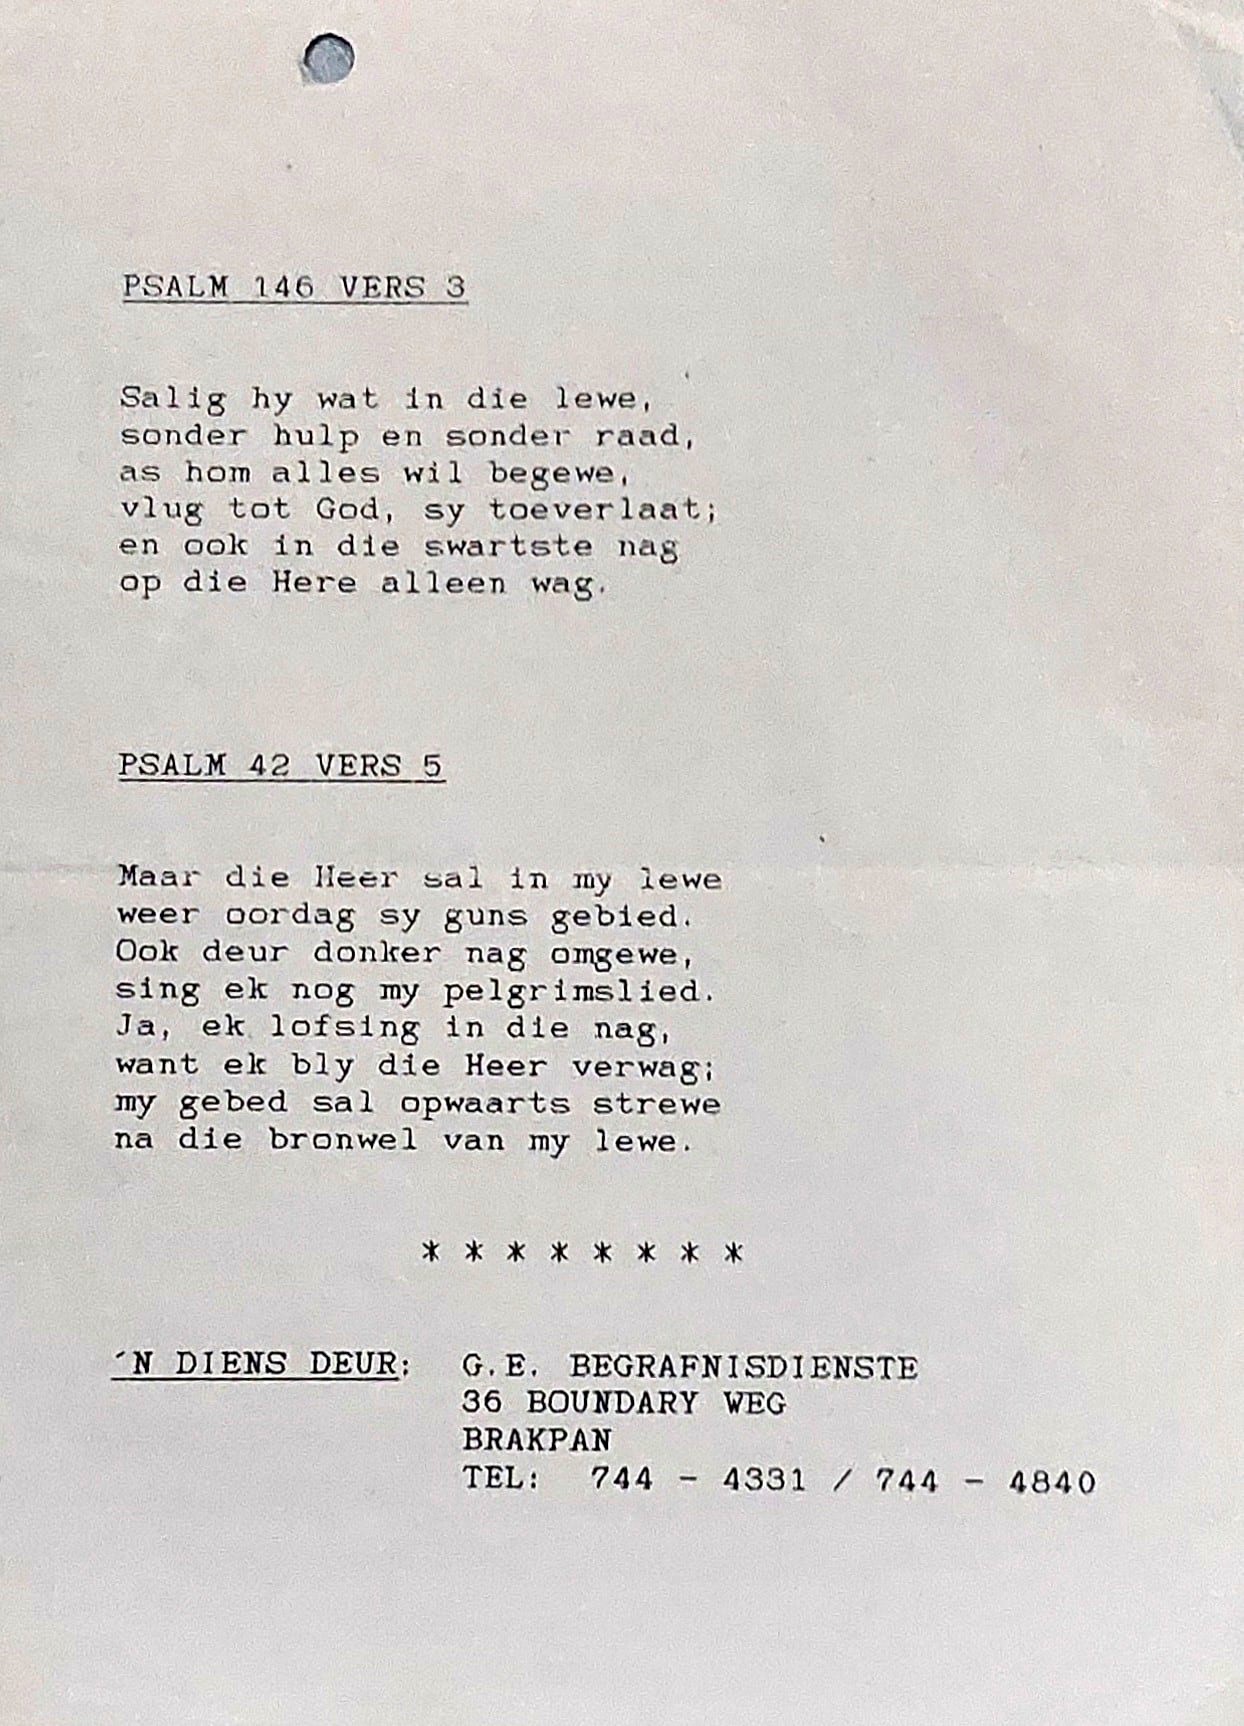 PSALM 146 VERS 3
Salig hy wat in die lewe,
sonder hulp en sonder raad,
as hom alles wil begewe,
vlug tot God, sy toeverlaat;
en ook in die swartste nag
op die Here alleen wag.
PSALM 42 VERS 5
Maar die Heer sal in my lewe
weer oordag sy guns gebied.
Ook deur donker nag omgewe,
sing ek nog my pelgrimslied.
Ja, ek lofsing in die nag,
want ek bly die Heer verwag;
my gebed sal opwaarts strewe
na die bronwel van my lewe.
* * * * * * * *
´N DIENS DEUR: G.E. BEGRAFNISDIENSTE
36 BOUNDARY WEG
BRAKPAN
TEL: 744 - 4331 / 744 - 4840